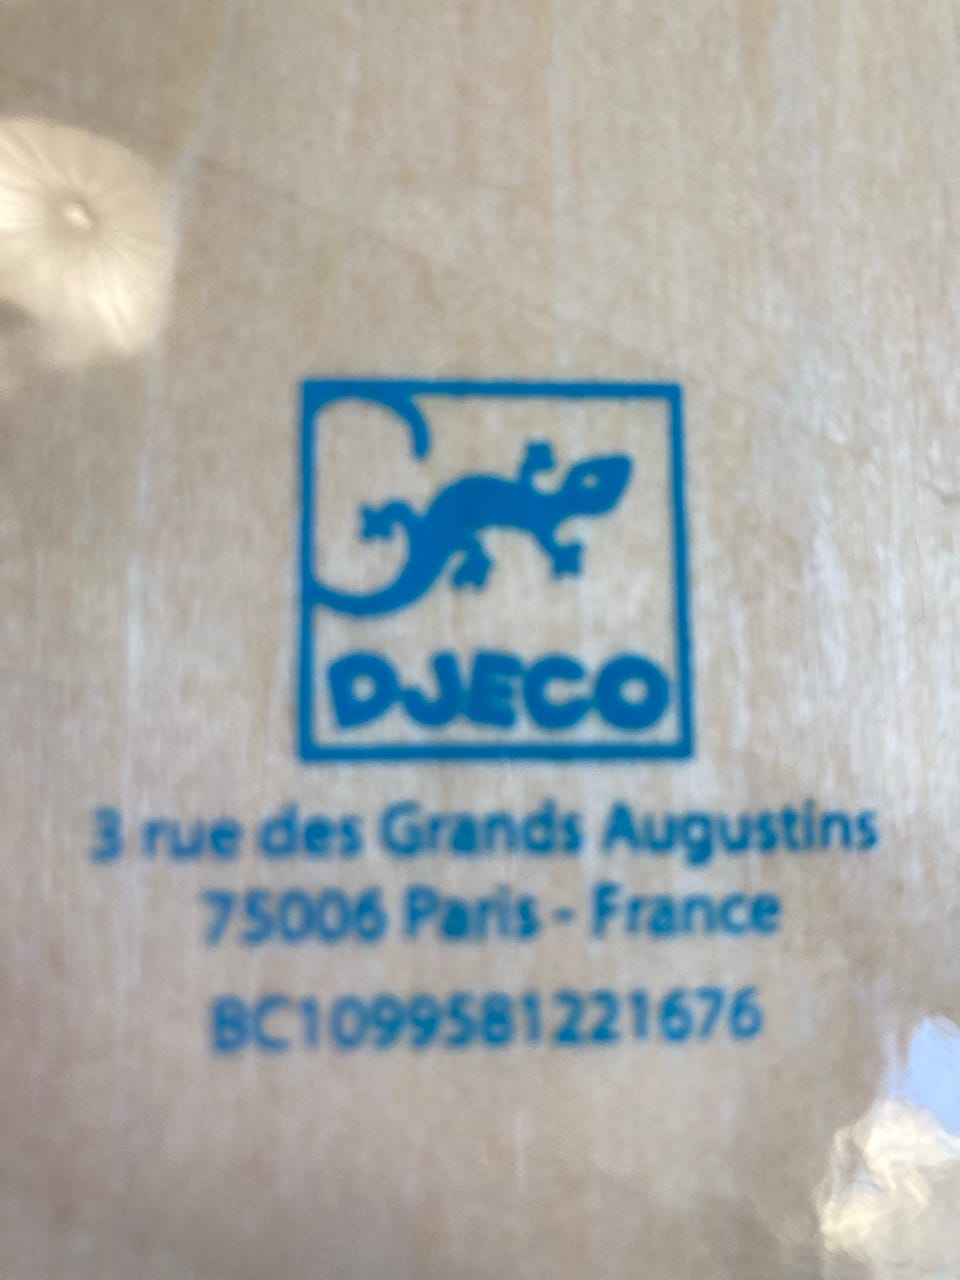 DJECO
3 rue des Grands Augustins
75006 Paris - France
BC1099581221676